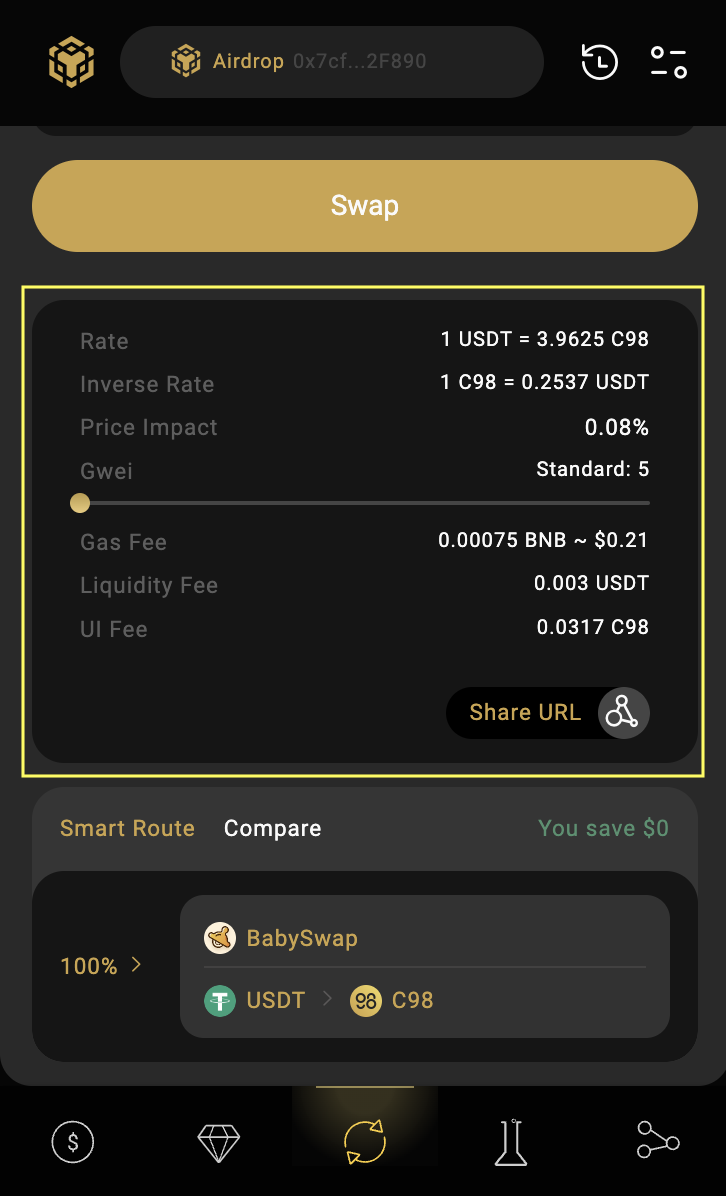 Airdrop 0x7cf...2F890
Swap
Rate 1 USDT = 3.9625 C98
Inverse Rate 1 C98 = 0.2537 USDT
Price Impact 0.08%
Gwei Standard: 5
Gas Fee 0.00075 BNB ~ $0.21
Liquidity Fee 0.003 USDT
UI Fee 0.0317 C98
Share URL
Smart Route Compare You save $0
BabySwap
100% >
USDT > 98 C98